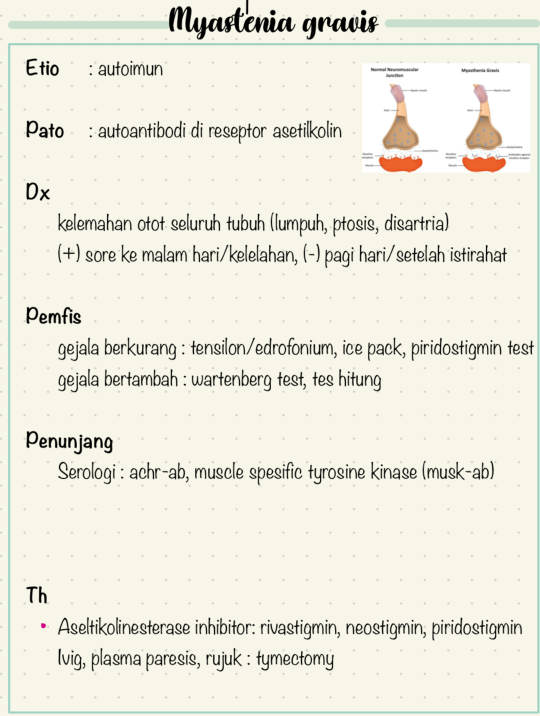 Myastenia gravis
Etio : autoimun
Normal Neuromuscular Junction
Myasthenia Gravis
Pato : autoantibodi di reseptor asetilkolin
Dx
kelemahan otot seluruh tubuh (lumpuh, ptosis, disartria)
(+) sore ke malam hari/kelelahan, (-) pagi hari/setelah istirahat
Pemfis
gejala berkurang : tensilon/edrofonium, ice pack, piridostigmin test
gejala bertambah : wartenberg test, tes hitung
Penunjang
Serologi : achr-ab, muscle spesific tyrosine kinase (musk-ab)
Th
• Aseltikolinesterase inhibitor: rivastigmin, neostigmin, piridostigmin
Ivig, plasma paresis, rujuk : tymectomy